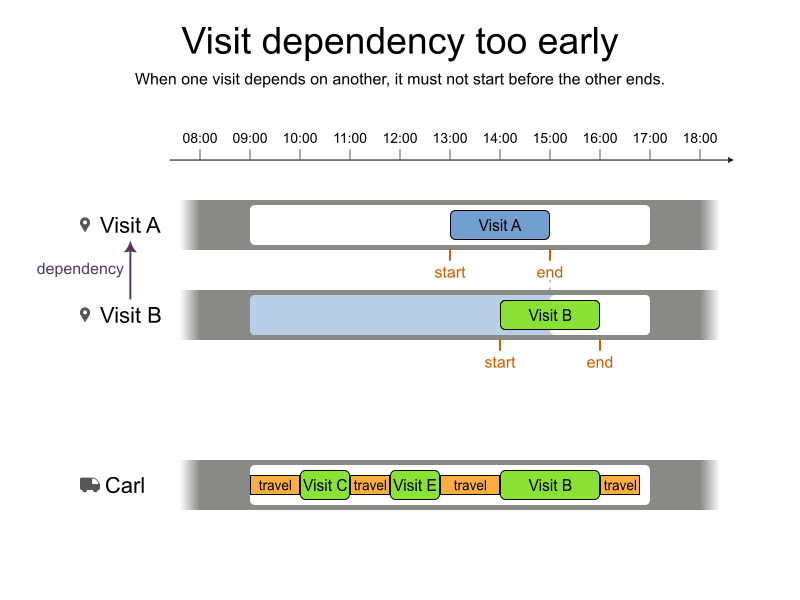 Visit dependency too early
When one visit depends on another, it must not start before the other ends.
08:00 09:00 10:00 11:00 12:00 13:00 14:00 15:00 16:00 17:00 18:00
Visit A Visit A
start end
dependency
Visit B Visit B
start end
Carl travel Visit C travel Visit E travel Visit B travel